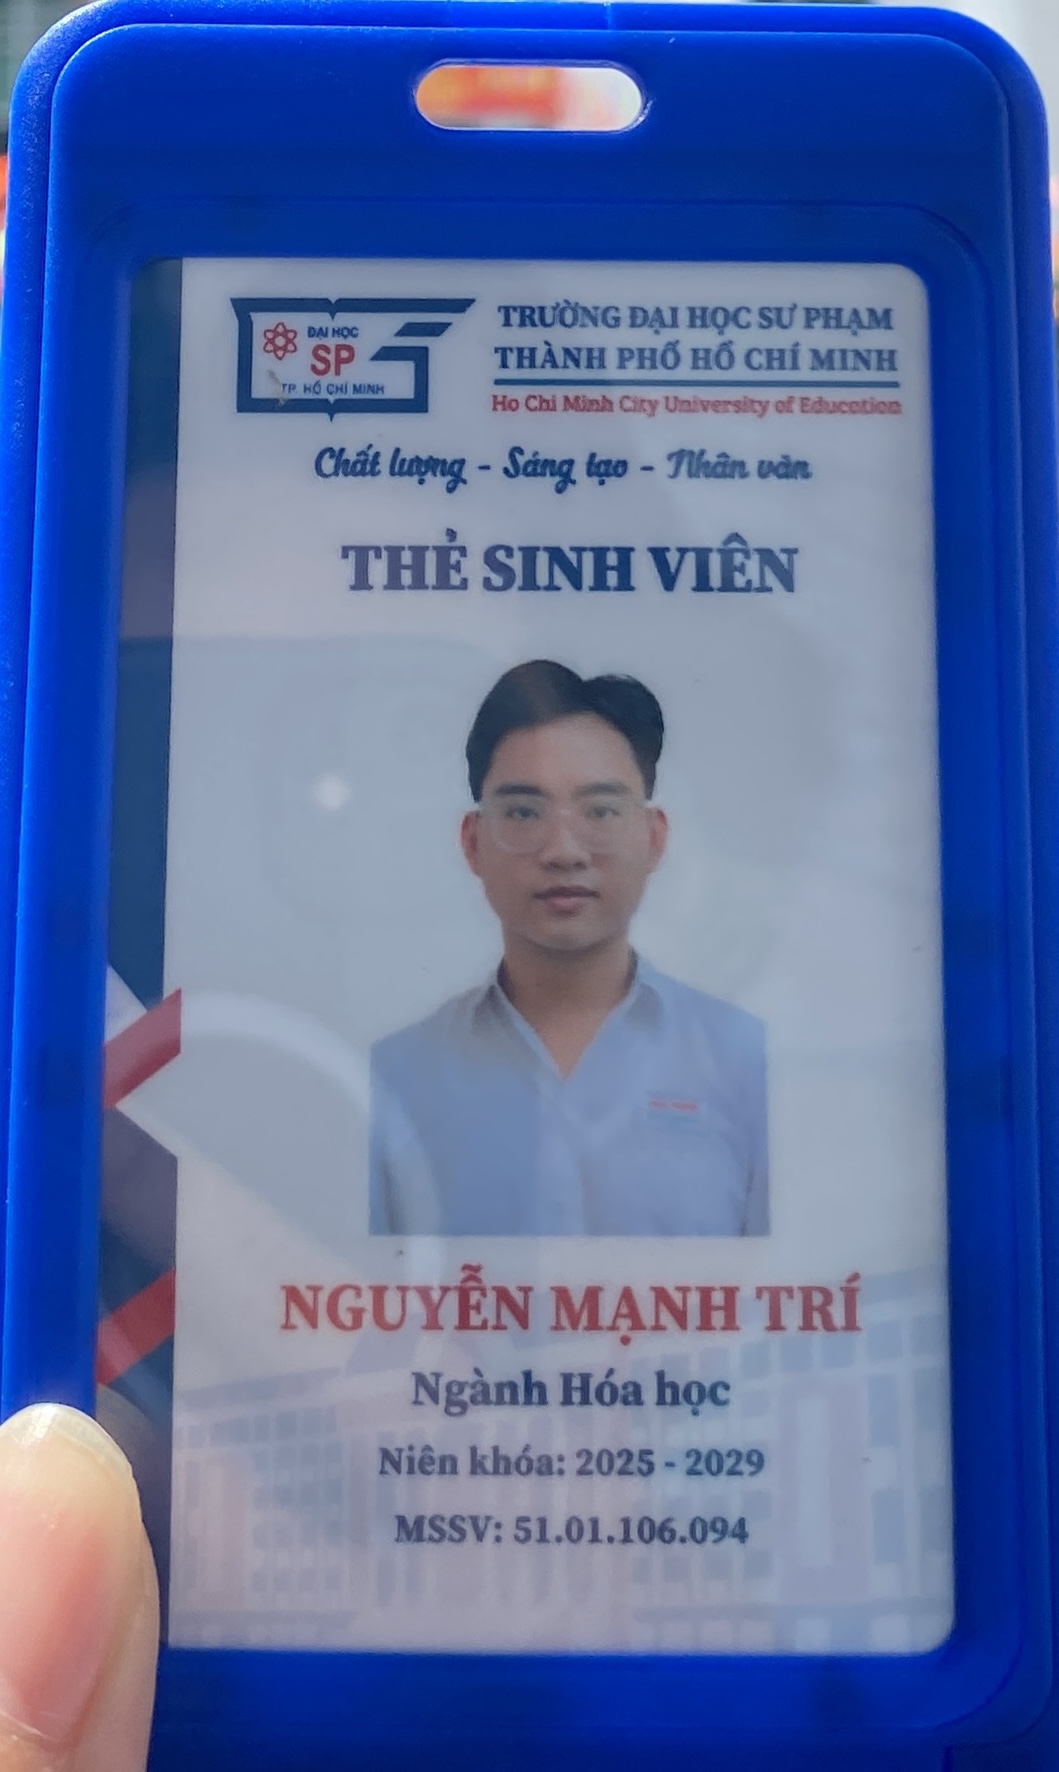 ĐẠI HỌC
SP
TP. HỒ CHÍ MINH
TRƯỜNG ĐẠI HỌC SƯ PHẠM
THÀNH PHỐ HỒ CHÍ MINH
Ho Chi Minh City University of Education
Chất lượng - Sáng tạo - Nhân văn
THẺ SINH VIÊN
NGUYỄN MẠNH TRÍ
Ngành Hóa học
Niên khóa: 2025 - 2029
MSSV: 51.01.106.094